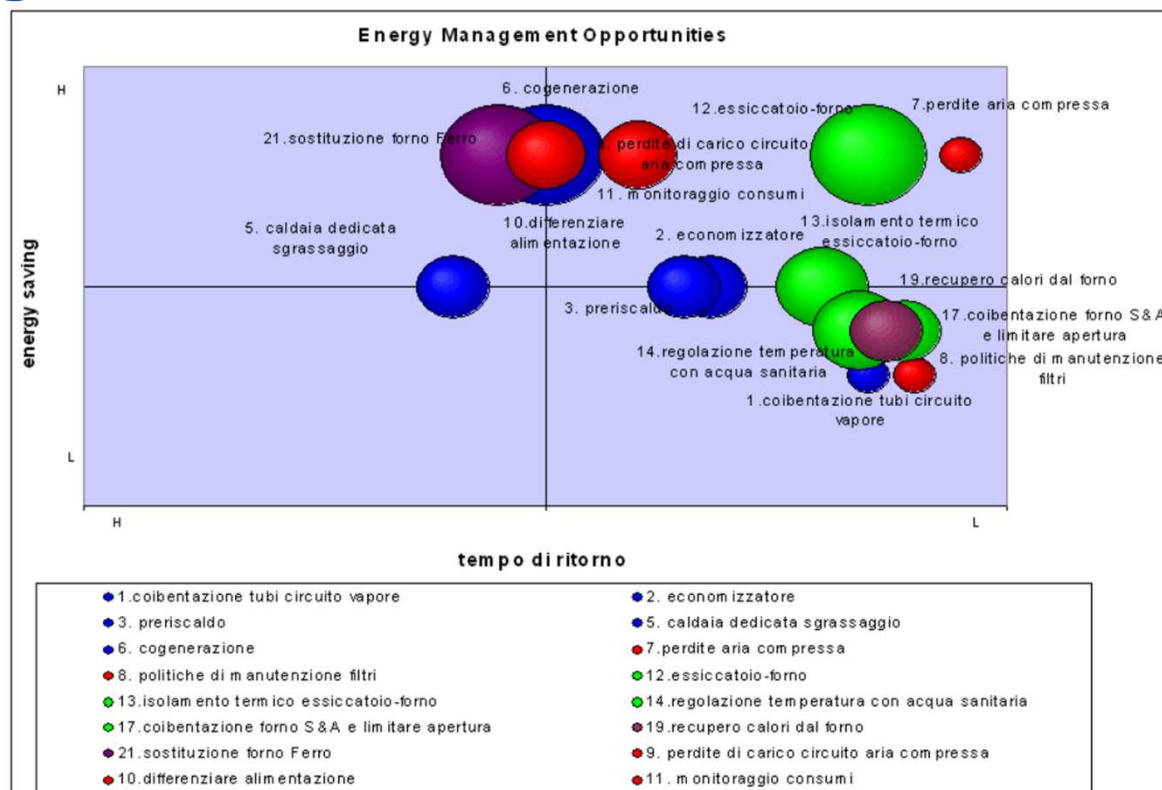 Energy Management Opportunities
H
6. cogenerazione
12.essiccatoio-forno
7.perdite aria compressa
21.sostituzione forno Ferro
perdite di carico circuito
aria compressa
11. monitoraggio consumi
5. caldaia dedicata
sgrassaggio
10.differenziare
alimentazione
2. economizzatore
13.isolamento termico
essiccatoio-forno
19.recupero calori dal forno
3. preriscaldo
17.coibentazione forno S&A
e limitare apertura
14.regolazione temperatura
con acqua sanitaria
8. politiche di manutenzione
filtri
1.coibentazione tubi circuito
vapore
energy saving
L
H
L
tempo di ritorno
1.coibentazione tubi circuito vapore
2. economizzatore
3. preriscaldo
5. caldaia dedicata sgrassaggio
6. cogenerazione
7.perdite aria compressa
8. politiche di manutenzione filtri
12.essiccatoio-forno
13.isolamento termico essiccatoio-forno
14.regolazione temperatura con acqua sanitaria
17.coibentazione forno S&A e limitare apertura
19.recupero calori dal forno
21.sostituzione forno Ferro
9. perdite di carico circuito aria compressa
10.differenziare alimentazione
11. monitoraggio consumi